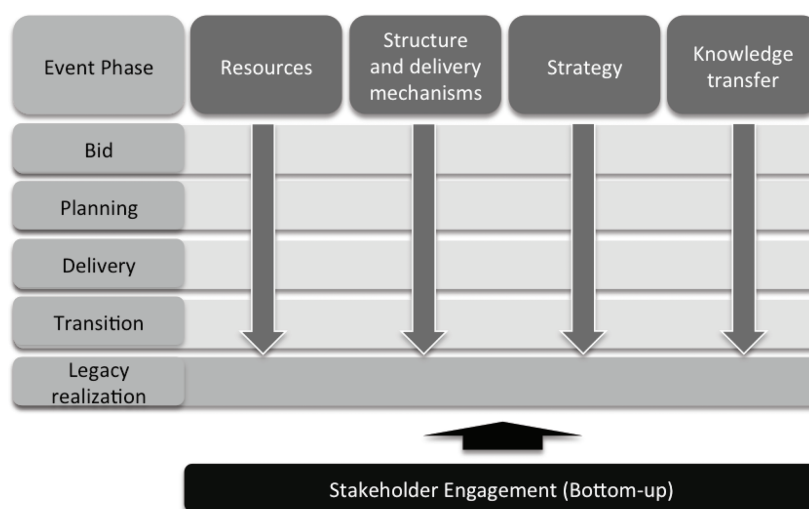 Event Phase
Resources
Structure
and delivery
mechanisms
Strategy
Knowledge
transfer
Bid
Planning
Delivery
Transition
Legacy
realization
Stakeholder Engagement (Bottom-up)